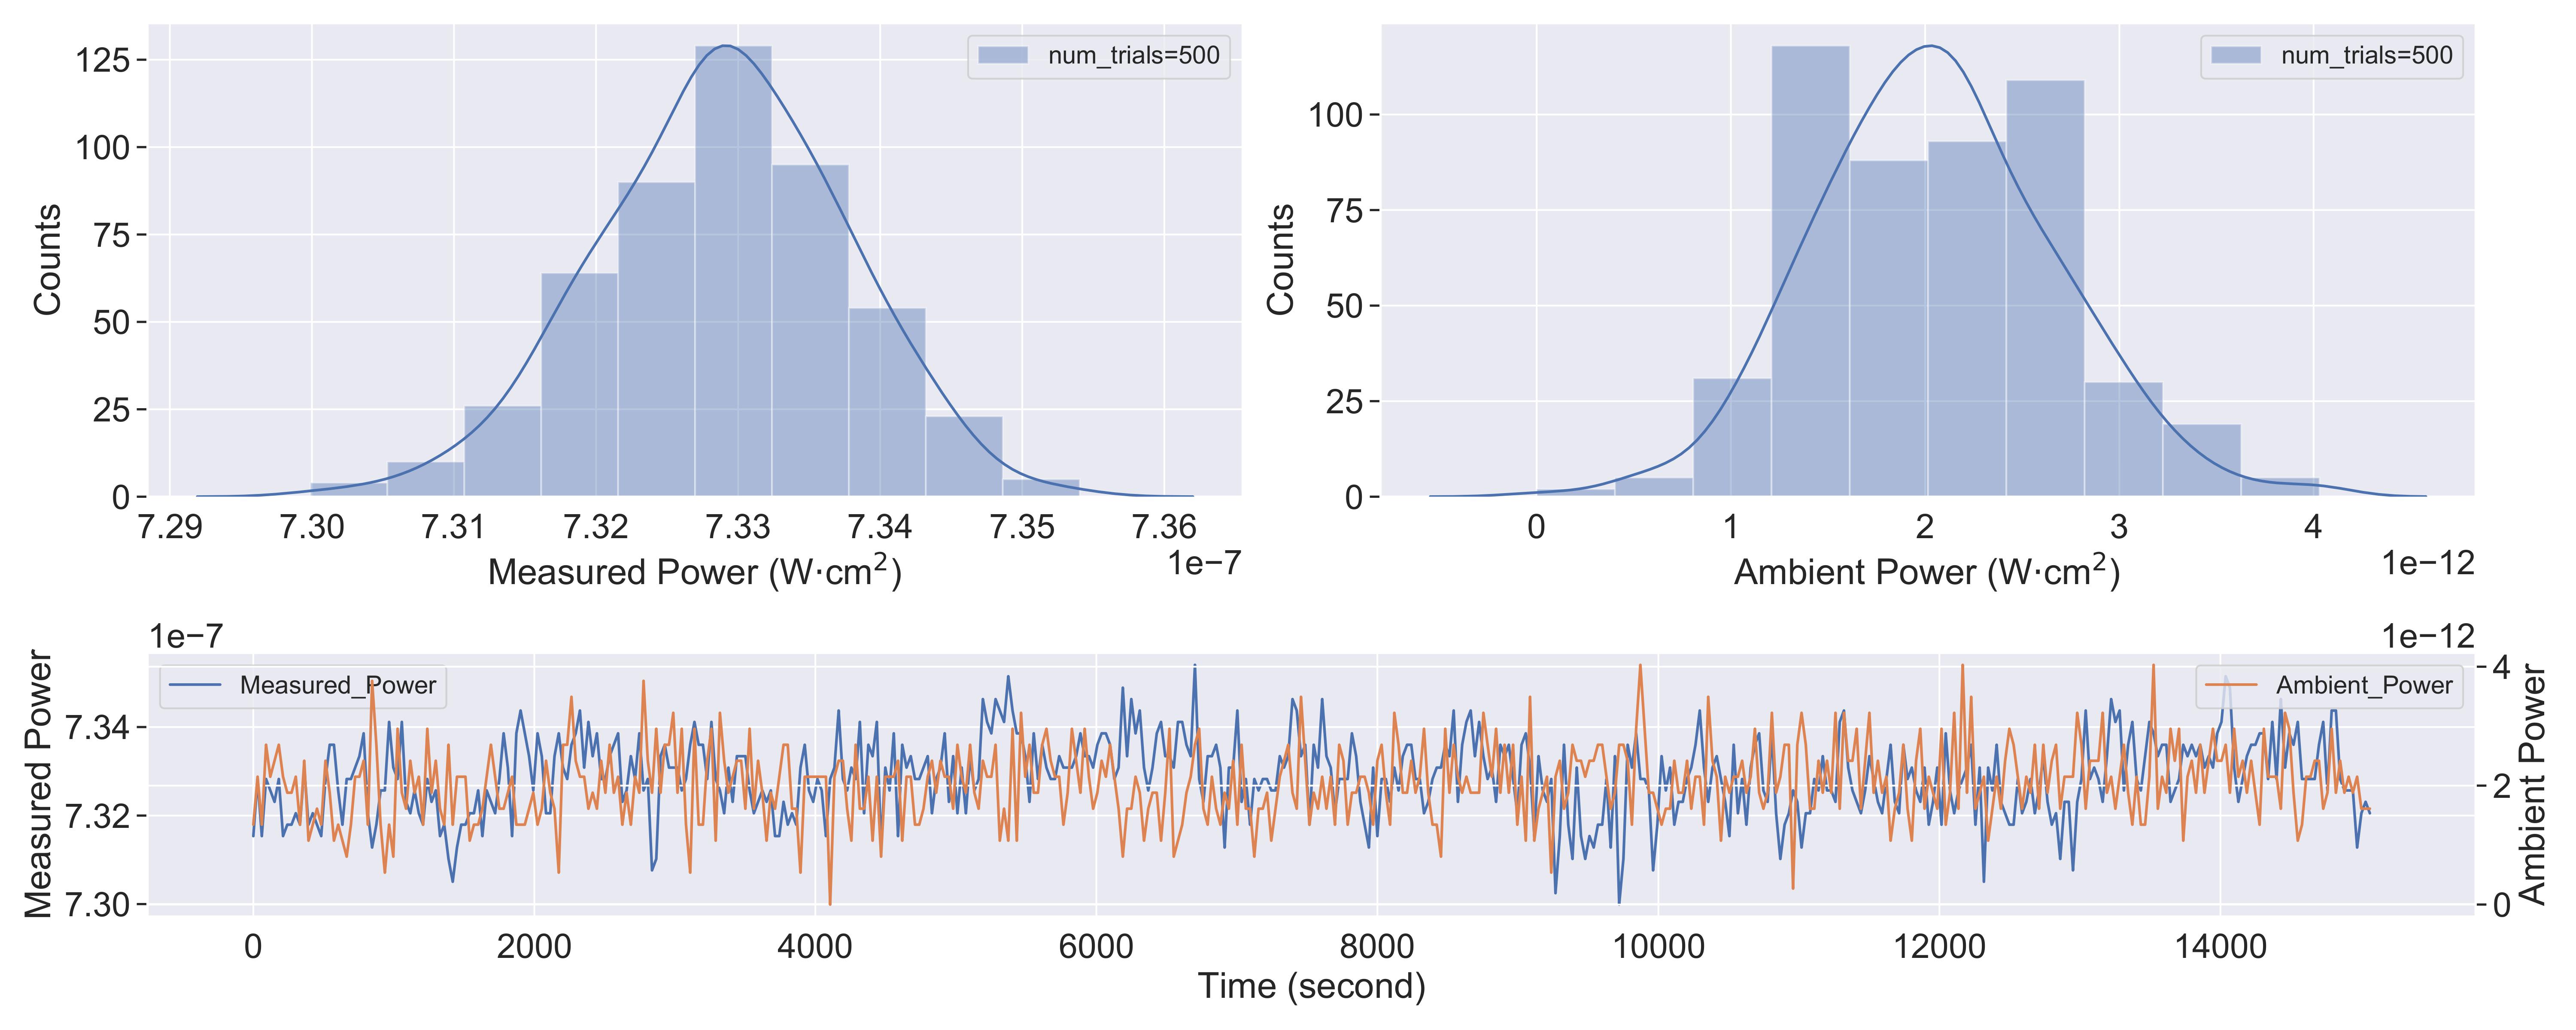 125
100
75
50
25
0
Counts
num_trials=500
7.29 7.30 7.31 7.32 7.33 7.34 7.35 7.36
1e−7
Measured Power (W·cm²)
100
75
50
25
0
Counts
num_trials=500
0 1 2 3 4
1e−12
Ambient Power (W·cm²)
1e−7
1e−12
Measured Power
7.34
7.32
7.30
Measured_Power
Ambient_Power
4
2
0
Ambient Power
0 2000 4000 6000 8000 10000 12000 14000
Time (second)